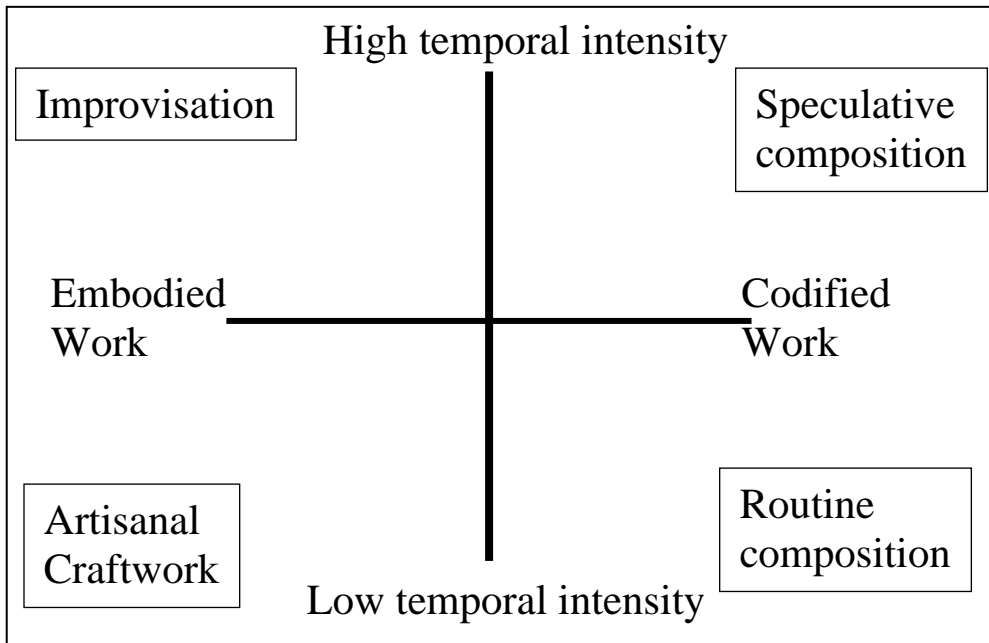 High temporal intensity
Improvisation
Speculative
composition
Embodied
Work
Codified
Work
Artisanal
Craftwork
Routine
composition
Low temporal intensity